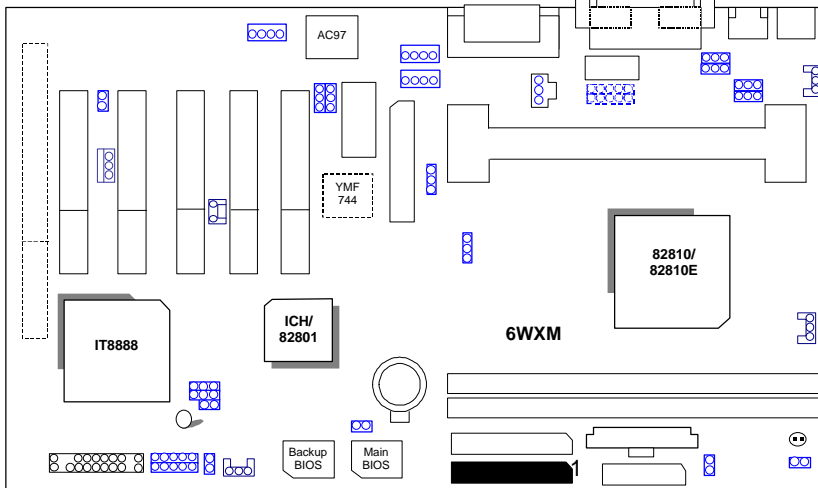 AC97
YMF
744
82810/
82810E
ICH/
82801
IT8888
6WXM
Backup
BIOS
Main
BIOS
1